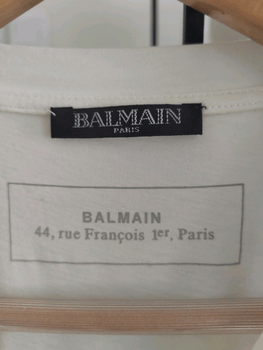 BALMAIN
PARIS
BALMAIN
44, rue François 1er, Paris